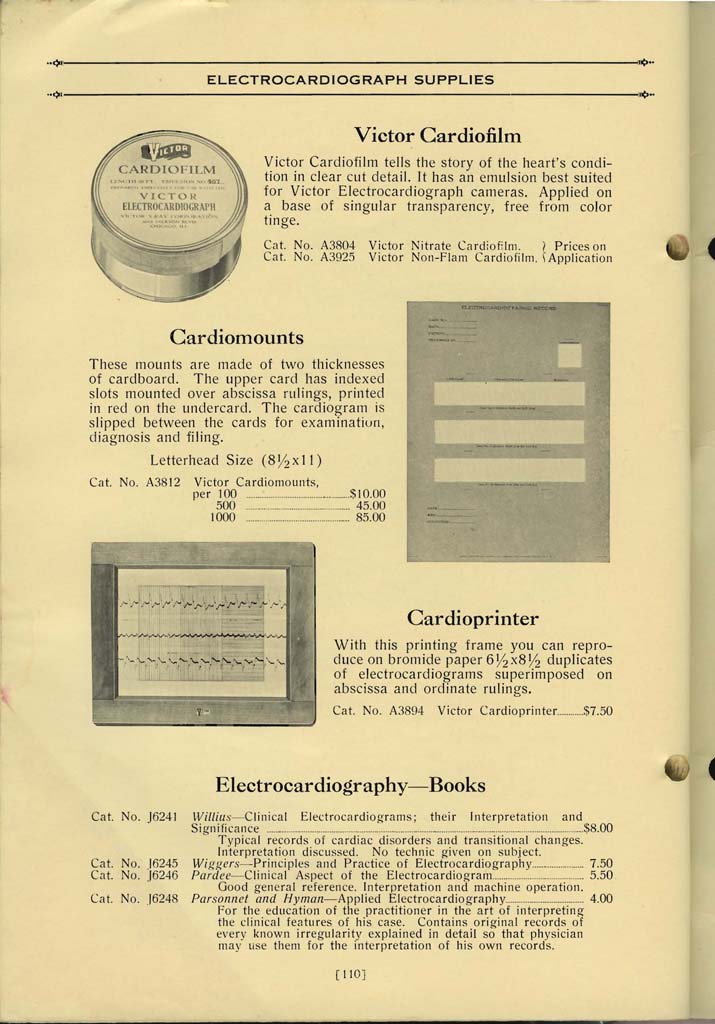 ELECTROCARDIOGRAPH SUPPLIES
VICTOR
CARDIOFILM
VICTOR
ELECTROCARDIOGRAPH
VICTOR X-RAY CORPORATION
CHICAGO, ILL.
Victor Cardiofilm
Victor Cardiofilm tells the story of the heart's condi-
tion in clear cut detail. It has an emulsion best suited
for Victor Electrocardiograph cameras. Applied on
a base of singular transparency, free from color
tinge.
Cat. No. A3804 Victor Nitrate Cardiofilm. } Prices on
Cat. No. A3925 Victor Non-Flam Cardiofilm. } Application
Cardiomounts
These mounts are made of two thicknesses
of cardboard. The upper card has indexed
slots mounted over abscissa rulings, printed
in red on the undercard. The cardiogram is
slipped between the cards for examination,
diagnosis and filing.
Letterhead Size (8½x11)
Cat. No. A3812 Victor Cardiomounts,
per 100 ........................ $10.00
500 ........................ 45.00
1000 ........................ 85.00
ELECTROCARDIOGRAPHIC RECORD
Cardioprinter
With this printing frame you can repro-
duce on bromide paper 6½x8½ duplicates
of electrocardiograms superimposed on
abscissa and ordinate rulings.
Cat. No. A3894 Victor Cardioprinter........$7.50
Electrocardiography—Books
Cat. No. J6241 Willius—Clinical Electrocardiograms; their Interpretation and
Significance ........................ $8.00
Typical records of cardiac disorders and transitional changes.
Interpretation discussed. No technic given on subject.
Cat. No. J6245 Wiggers—Principles and Practice of Electrocardiography............ 7.50
Cat. No. J6246 Pardee—Clinical Aspect of the Electrocardiogram............ 5.50
Good general reference. Interpretation and machine operation.
Cat. No. J6248 Parsonnet and Hyman—Applied Electrocardiography............ 4.00
For the education of the practitioner in the art of interpreting
the clinical features of his case. Contains original records of
every known irregularity explained in detail so that physician
may use them for the interpretation of his own records.
[110]